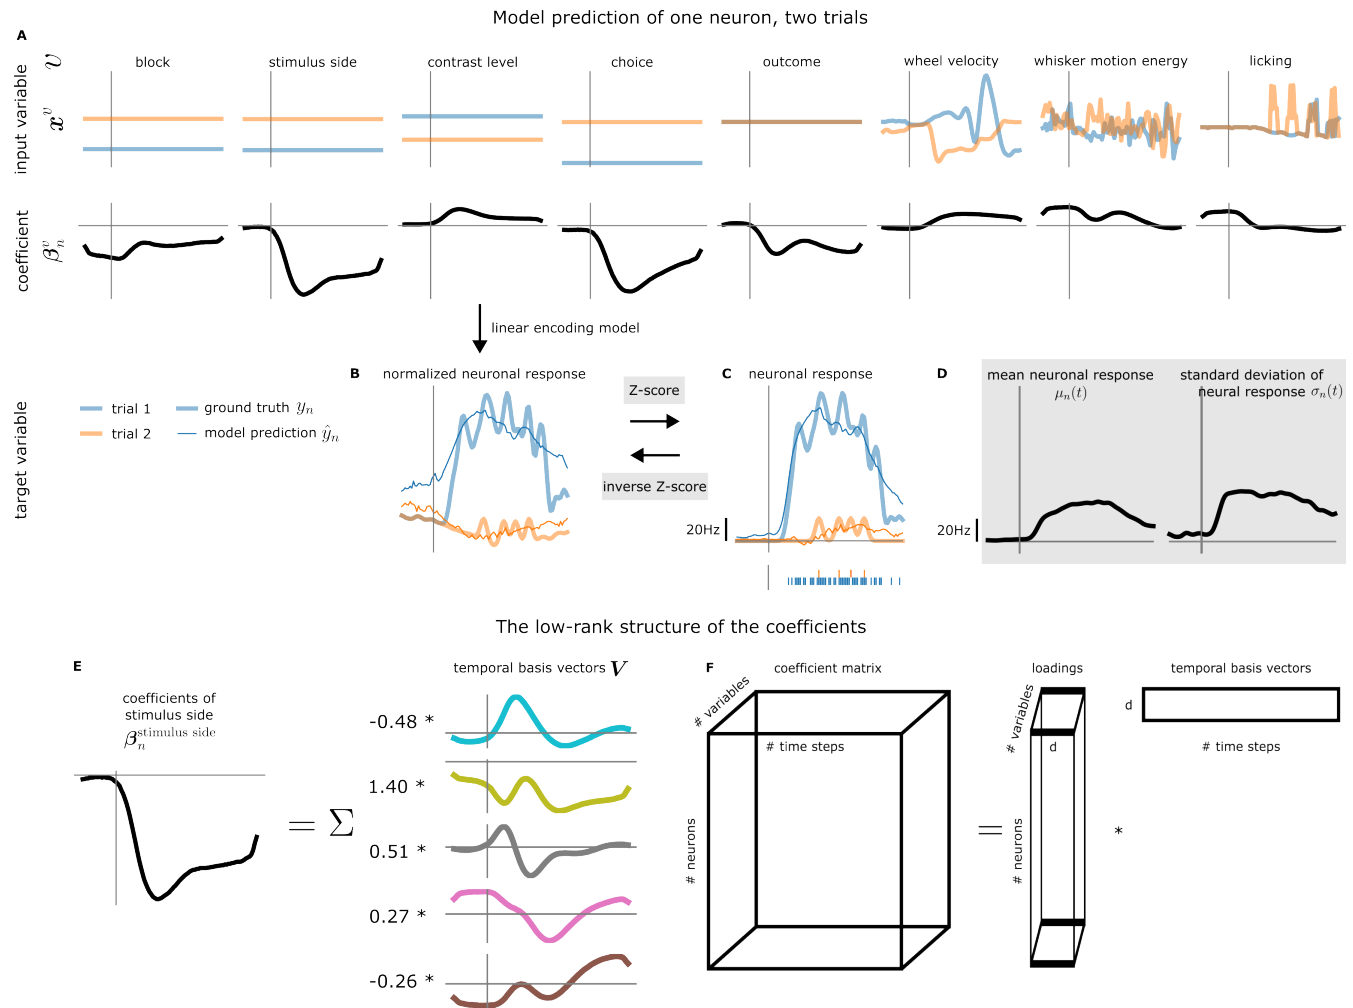 Model prediction of one neuron, two trials
A
input variable
x^v
v
block
stimulus side
contrast level
choice
outcome
wheel velocity
whisker motion energy
licking
coefficient
β_n^v
linear encoding model
target variable
trial 1
trial 2
ground truth y_n
model prediction ŷ_n
B
normalized neuronal response
Z-score
inverse Z-score
C
neuronal response
20Hz
D
mean neuronal response
μ_n(t)
standard deviation of
neural response σ_n(t)
20Hz
The low-rank structure of the coefficients
E
coefficients of
stimulus side
β_n^stimulus side
= Σ
temporal basis vectors V
-0.48 *
1.40 *
0.51 *
0.27 *
-0.26 *
F
coefficient matrix
# variables
# time steps
# neurons
=
loadings
# variables
d
# neurons
*
temporal basis vectors
d
# time steps